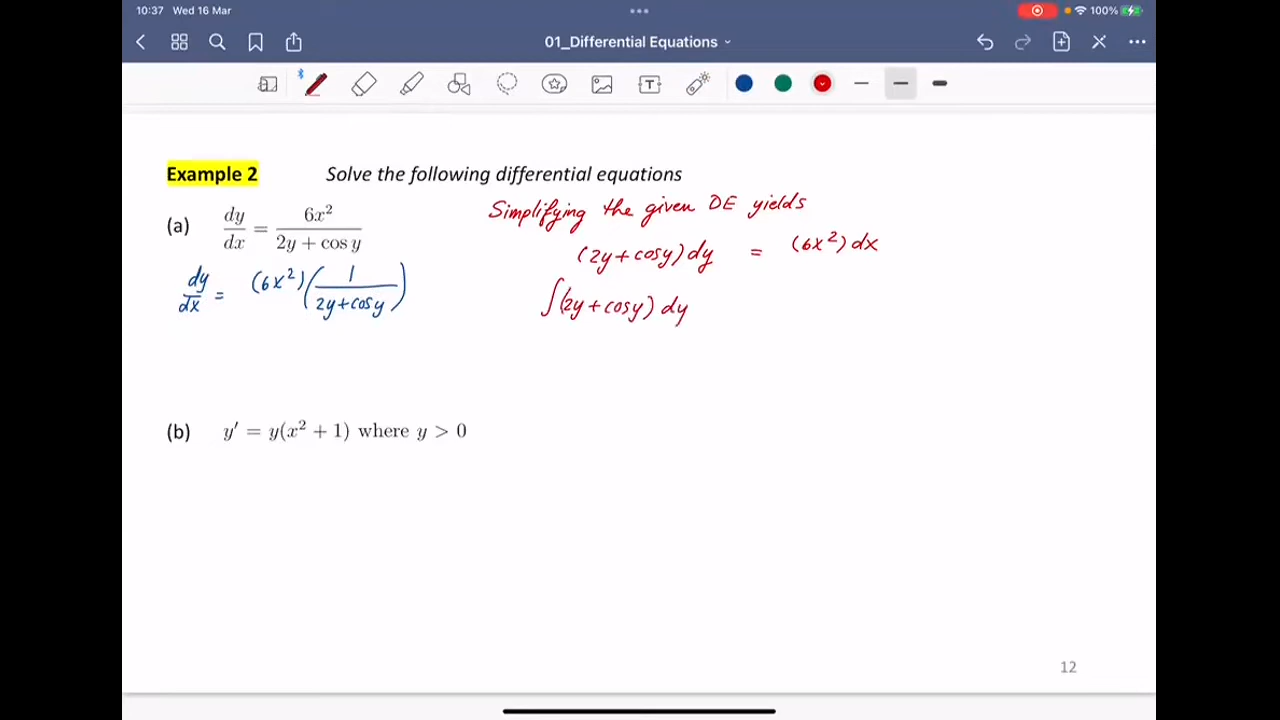 10:37 Wed 16 Mar
100%
01_Differential Equations
Example 2 Solve the following differential equations
(a) dy/dx = 6x²/(2y + cos y)
Simplifying the given DE yields
(2y+cosy)dy = (6x²)dx
dy/dx = (6x²)(1/(2y+cosy))
∫(2y+cosy) dy
(b) y′ = y(x² + 1) where y > 0
12